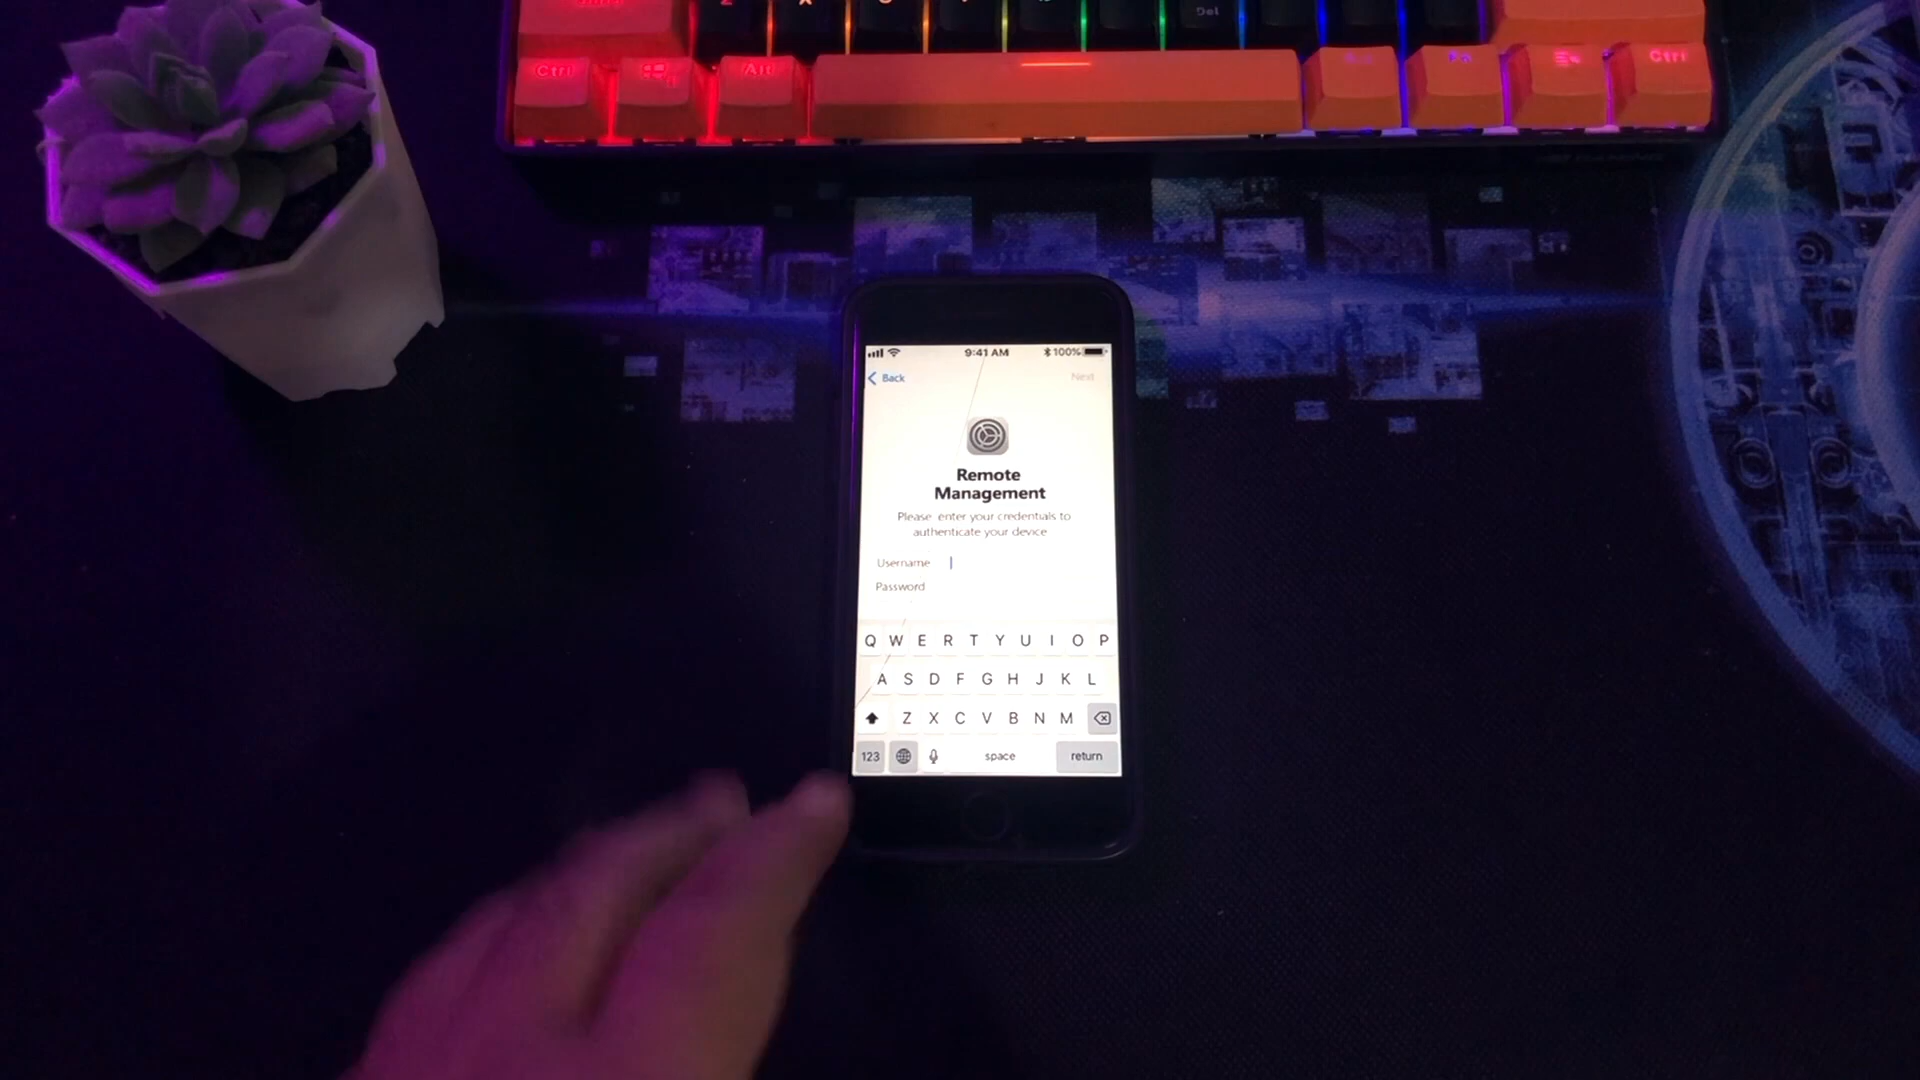 Del
Ctrl Alt Fn Ctrl
9:41 AM 100%
Back Next
Remote
Management
Please enter your credentials to
authenticate your device
Username
Password
Q W E R T Y U I O P
A S D F G H J K L
Z X C V B N M
123 space return